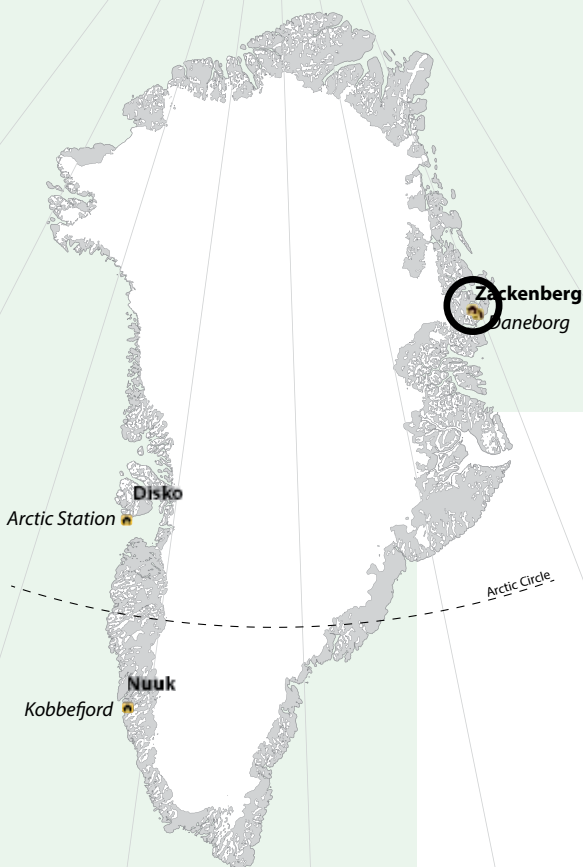 Zackenberg
Daneborg
Disko
Arctic Station
Arctic Circle
Nuuk
Kobbefjord